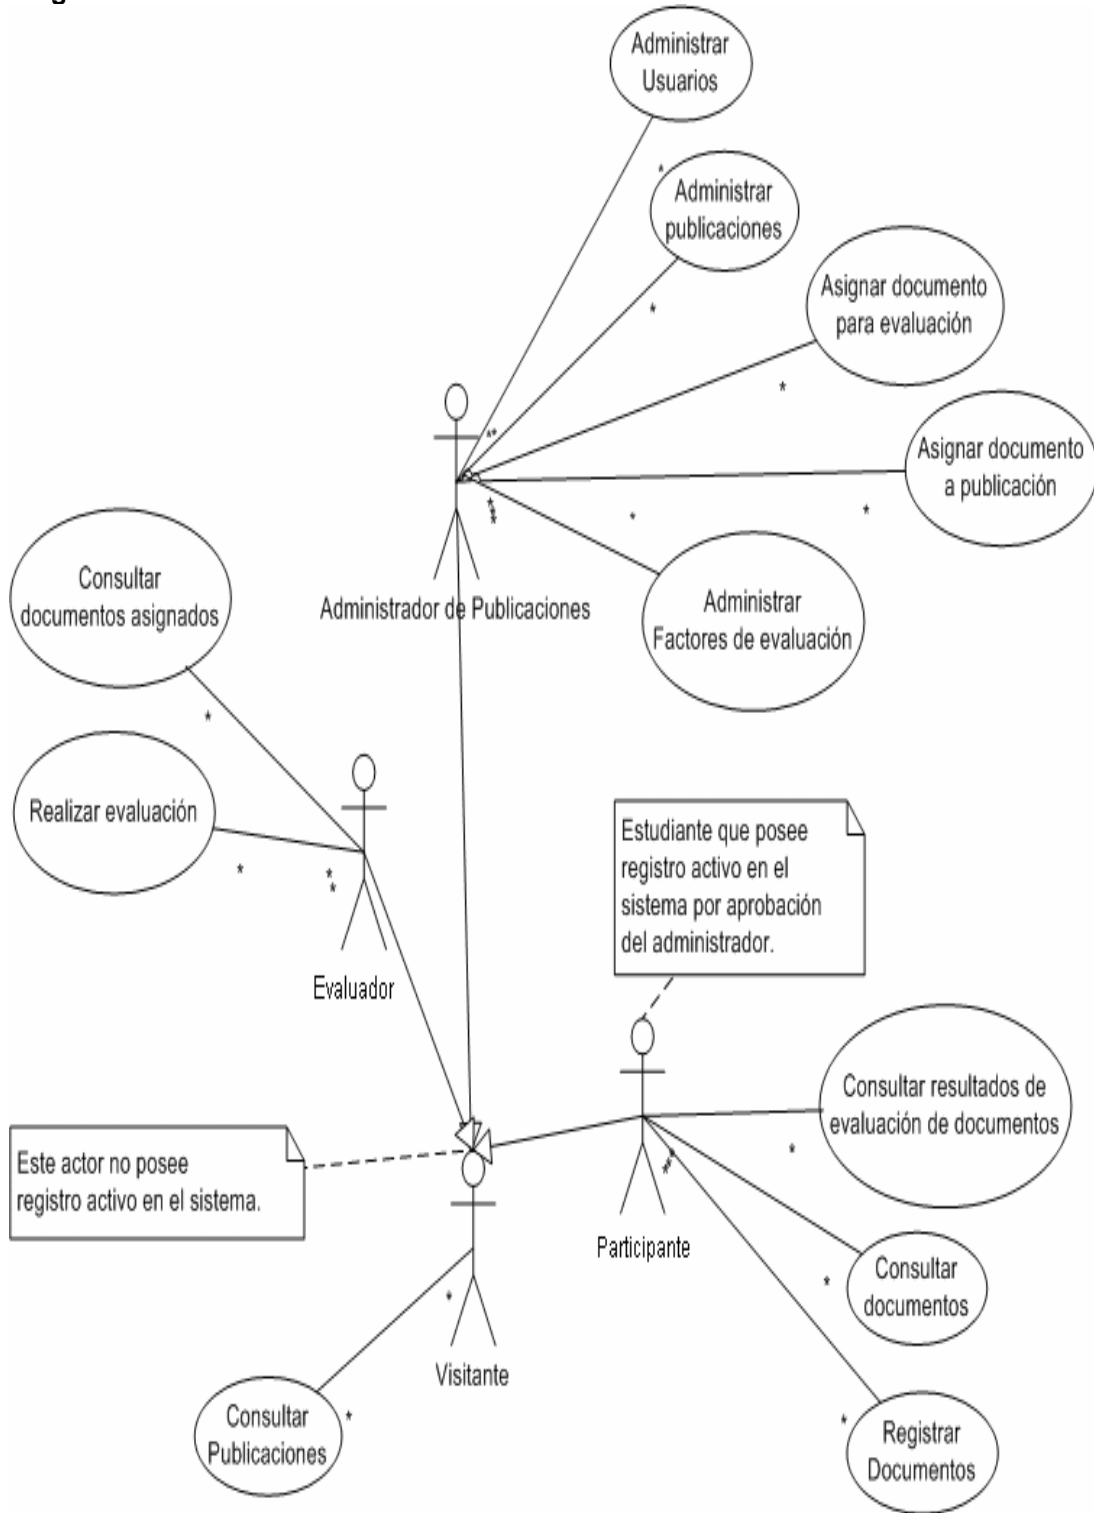 Administrar
Usuarios
*
Administrar
publicaciones
*
Asignar documento
para evaluación
*
**
Asignar documento
a publicación
*
*
*
*
*
Administrador de Publicaciones
Administrar
Factores de evaluación
Consultar
documentos asignados
*
Realizar evaluación
*
*
*
Evaluador
Estudiante que posee
registro activo en el
sistema por aprobación
del administrador.
Consultar resultados de
evaluación de documentos
*
***
Este actor no posee
registro activo en el sistema.
Participante
Consultar
documentos
*
*
Visitante
Consultar
Publicaciones
*
Registrar
Documentos
*